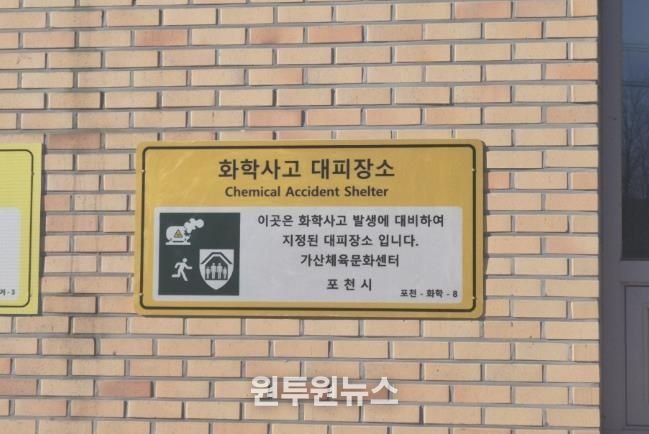 화학사고 대피장소
Chemical Accident Shelter
이곳은 화학사고 발생에 대비하여
지정된 대피장소 입니다.
가산체육문화센터
포 천 시
포천 - 화학 - 8
거 - 3
원투원뉴스